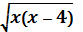 √x(x − 4)